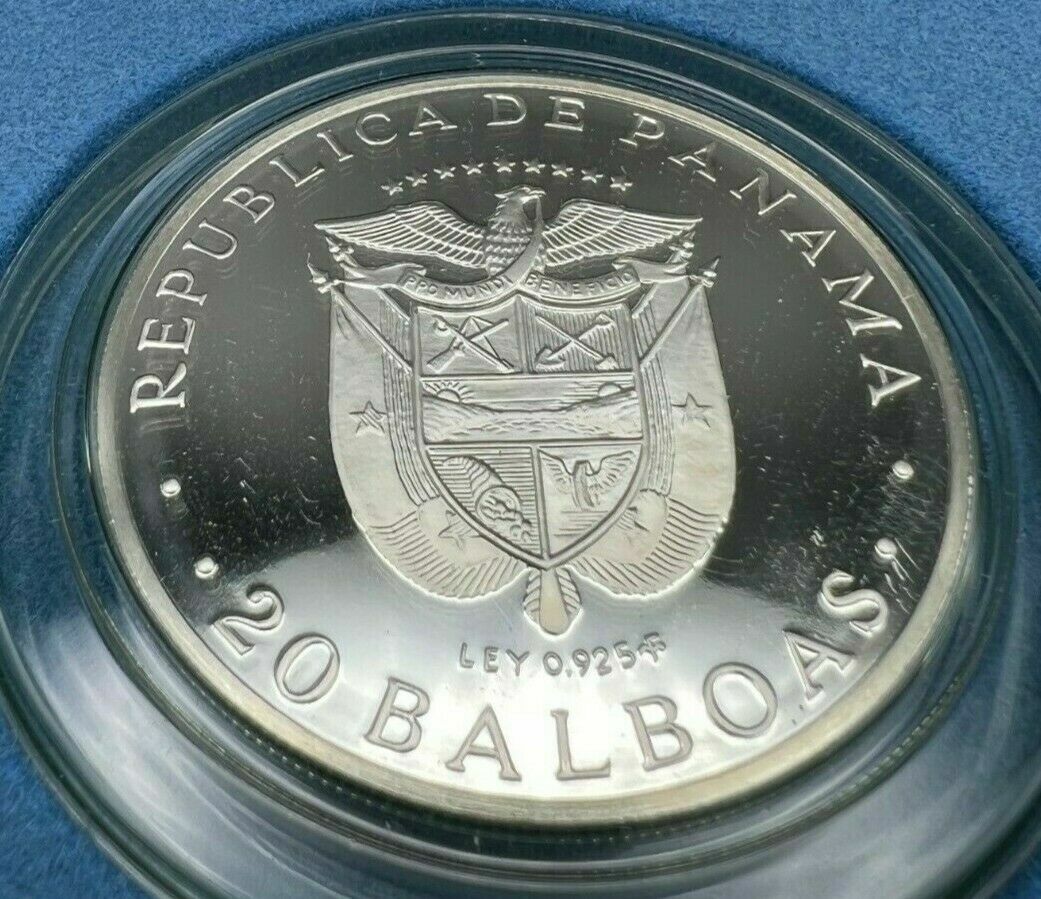 REPUBLICA DE PANAMA
PRO MUNDI BENEFICIO
LEY 0.925
20 BALBOAS